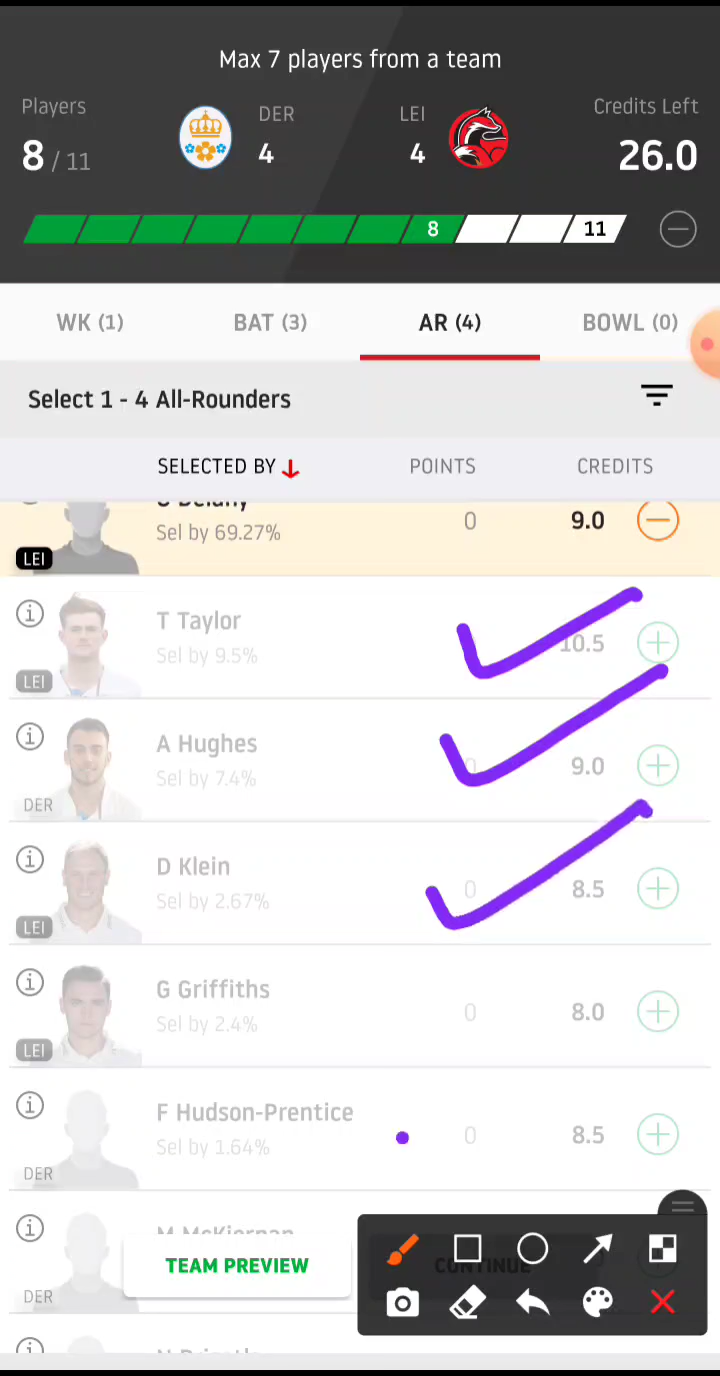 Max 7 players from a team
Players
DER
LEI
Credits Left
8 / 11
4
4
26.0
8
11
WK (1)
BAT (3)
AR (4)
BOWL (0)
Select 1 - 4 All-Rounders
SELECTED BY
POINTS
CREDITS
Delany
Sel by 69.27%
0
9.0
LEI
T Taylor
Sel by 9.5%
10.5
LEI
A Hughes
Sel by 7.4%
0
9.0
DER
D Klein
Sel by 2.67%
0
8.5
LEI
G Griffiths
Sel by 2.4%
0
8.0
LEI
F Hudson-Prentice
Sel by 1.64%
0
8.5
DER
M McKiernan
TEAM PREVIEW
CONTINUE
DER